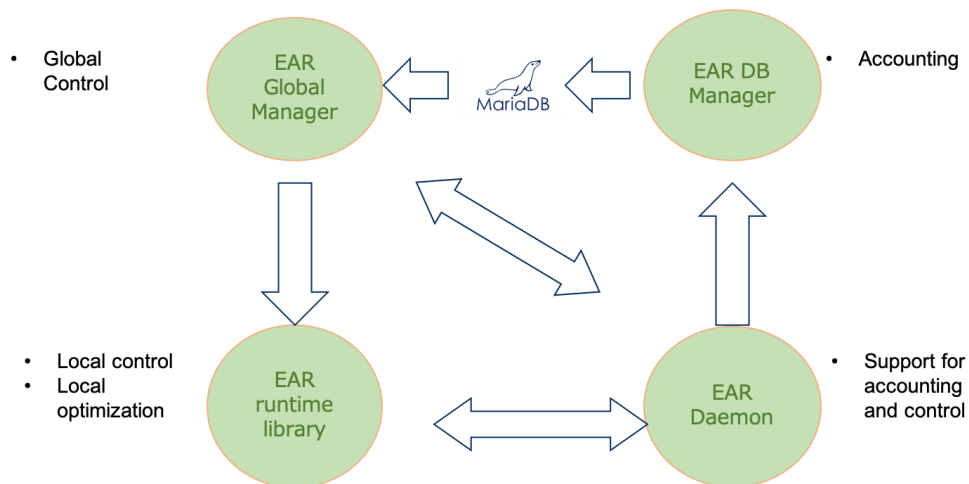 • Global
Control
EAR
Global
Manager
MariaDB
EAR DB
Manager
• Accounting
• Local control
• Local
optimization
EAR
runtime
library
EAR
Daemon
• Support for
accounting
and control